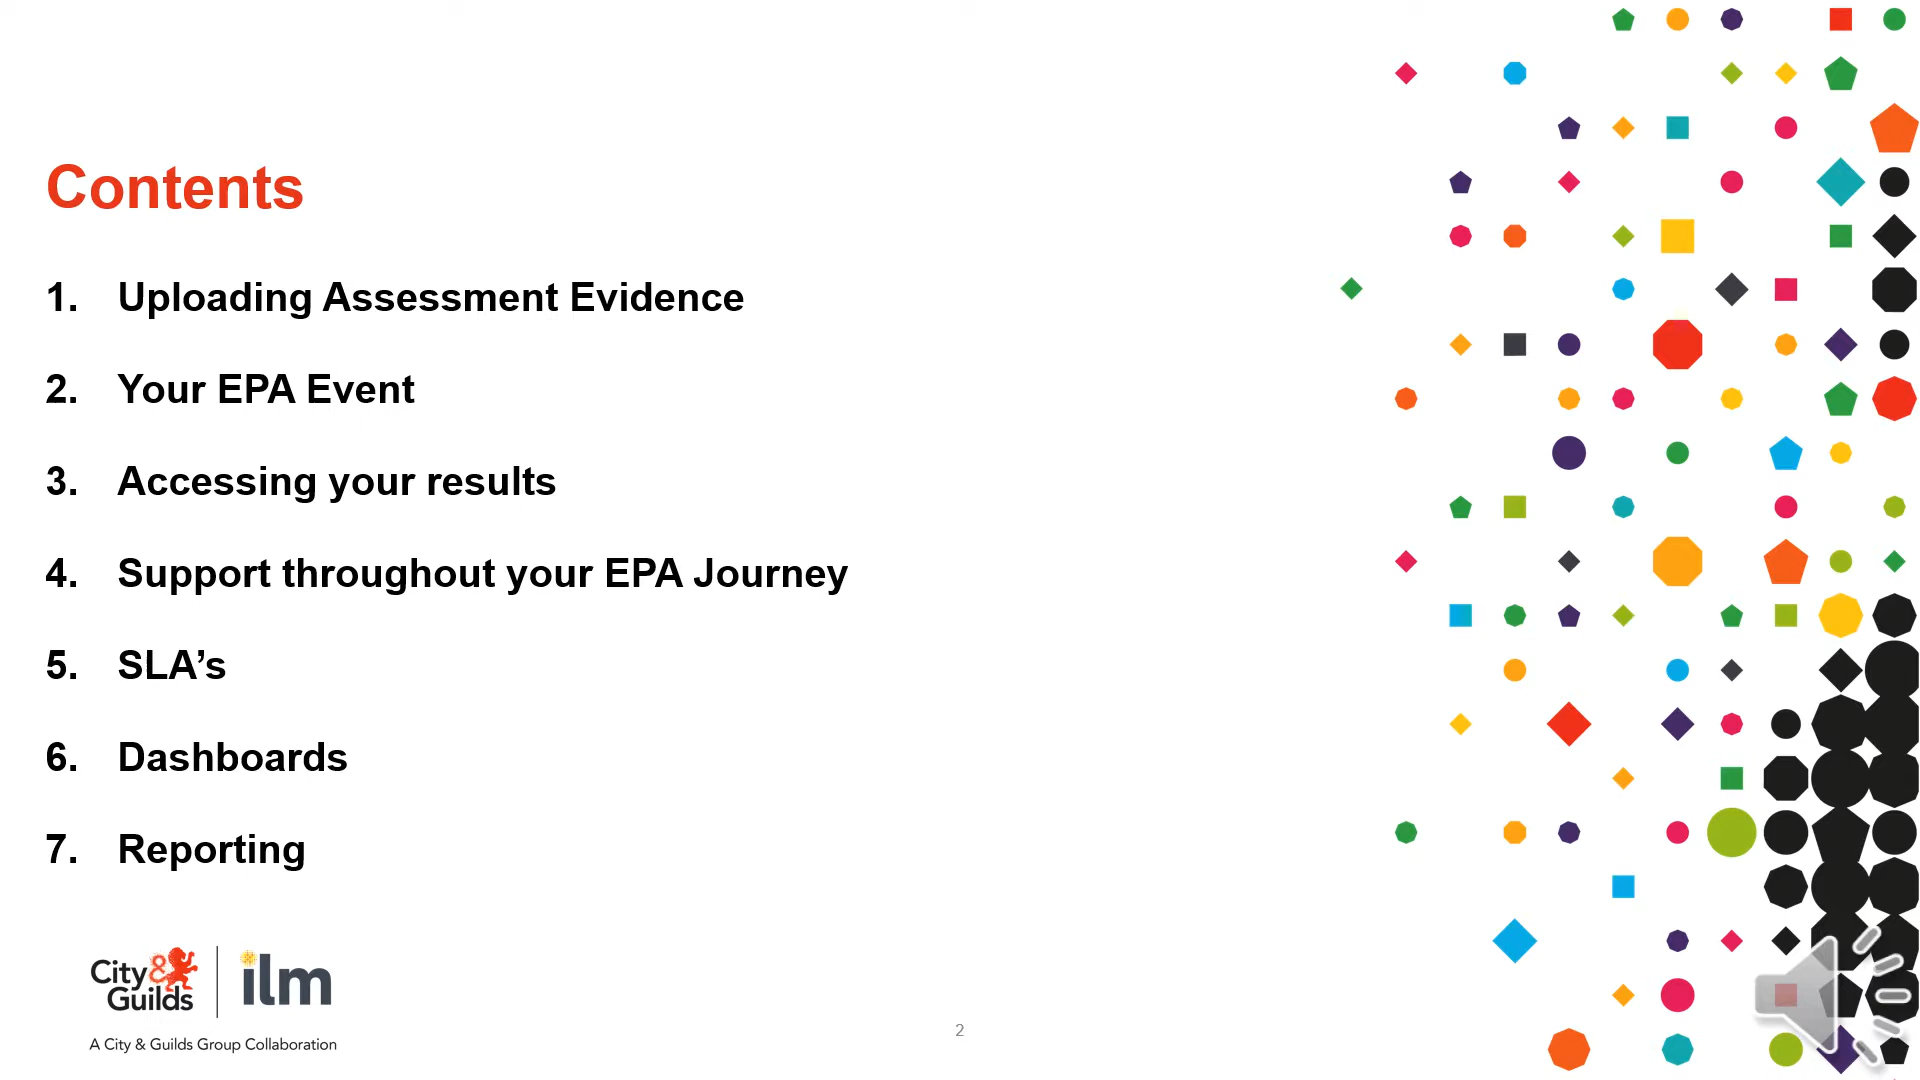 Contents
1. Uploading Assessment Evidence
2. Your EPA Event
3. Accessing your results
4. Support throughout your EPA Journey
5. SLA’s
6. Dashboards
7. Reporting
City&
Guilds
ilm
A City & Guilds Group Collaboration
2